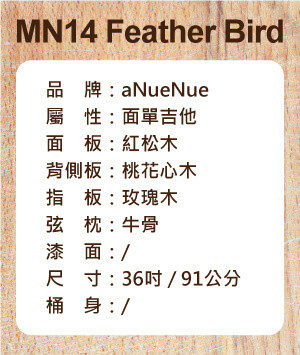 MN14 Feather Bird
品　牌：aNueNue
屬　性：面單吉他
面　板：紅松木
背側板：桃花心木
指　板：玫瑰木
弦　枕：牛骨
漆　面：/
尺　寸：36吋 / 91公分
桶　身：/